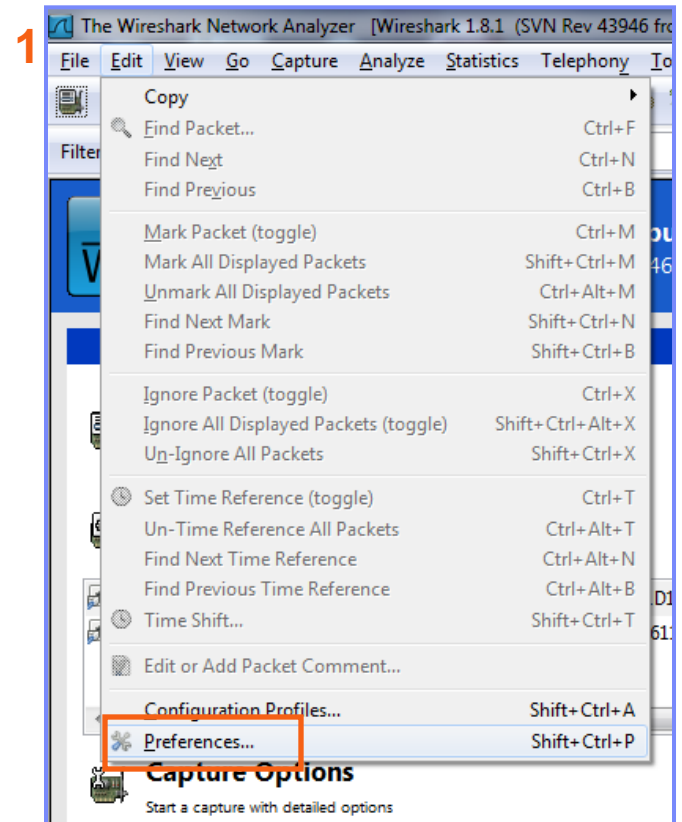 1
The Wireshark Network Analyzer [Wireshark 1.8.1 (SVN Rev 43946 fro
File Edit View Go Capture Analyze Statistics Telephony To
Copy
Find Packet... Ctrl+F
Filter
Find Next Ctrl+N
Find Previous Ctrl+B
Mark Packet (toggle) Ctrl+M
Mark All Displayed Packets Shift+Ctrl+M
46
Unmark All Displayed Packets Ctrl+Alt+M
Find Next Mark Shift+Ctrl+N
Find Previous Mark Shift+Ctrl+B
Ignore Packet (toggle) Ctrl+X
Ignore All Displayed Packets (toggle) Shift+Ctrl+Alt+X
Un-Ignore All Packets Shift+Ctrl+X
Set Time Reference (toggle) Ctrl+T
Un-Time Reference All Packets Ctrl+Alt+T
Find Next Time Reference Ctrl+Alt+N
Find Previous Time Reference Ctrl+Alt+B
.D1
Time Shift... Shift+Ctrl+T
61
Edit or Add Packet Comment...
Configuration Profiles... Shift+Ctrl+A
Preferences... Shift+Ctrl+P
Capture Options
Start a capture with detailed options